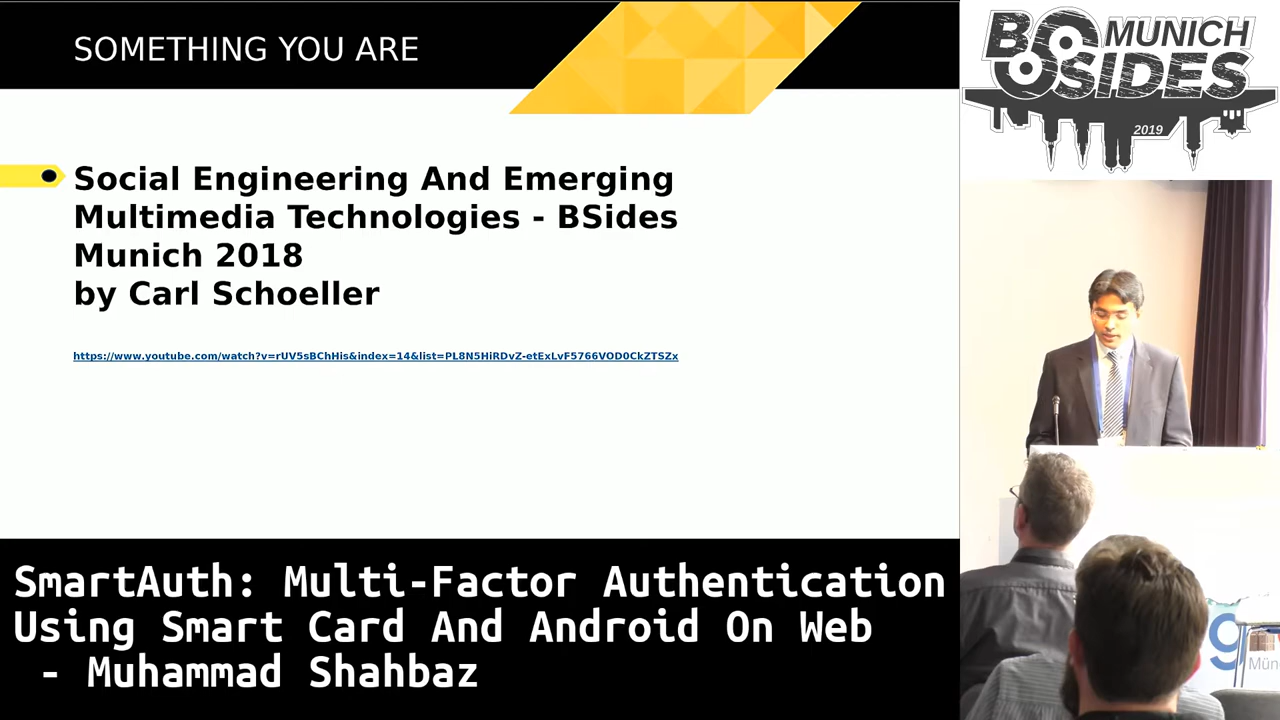 SOMETHING YOU ARE
Social Engineering And Emerging
Multimedia Technologies - BSides
Munich 2018
by Carl Schoeller
https://www.youtube.com/watch?v=rUV5sBChHis&index=14&list=PL8N5HiRDvZ-etExLvF5766VOD0CkZTSZx
SmartAuth: Multi-Factor Authentication
Using Smart Card And Android On Web
- Muhammad Shahbaz
BSIDES MUNICH
2019
g
Mün